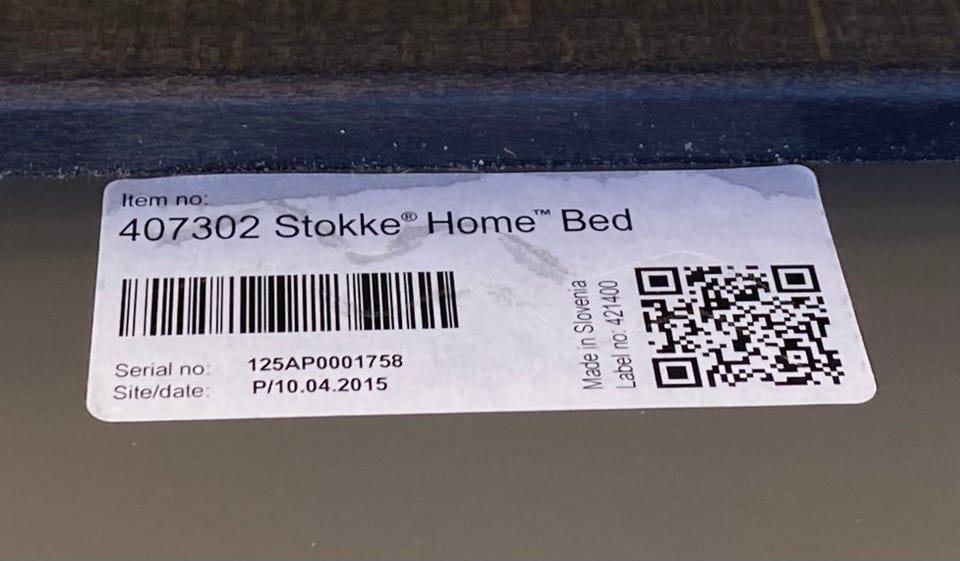 Item no:
407302 Stokke® Home™ Bed
Serial no: 125AP0001758
Site/date: P/10.04.2015
Made in Slovenia
Label no: 421400